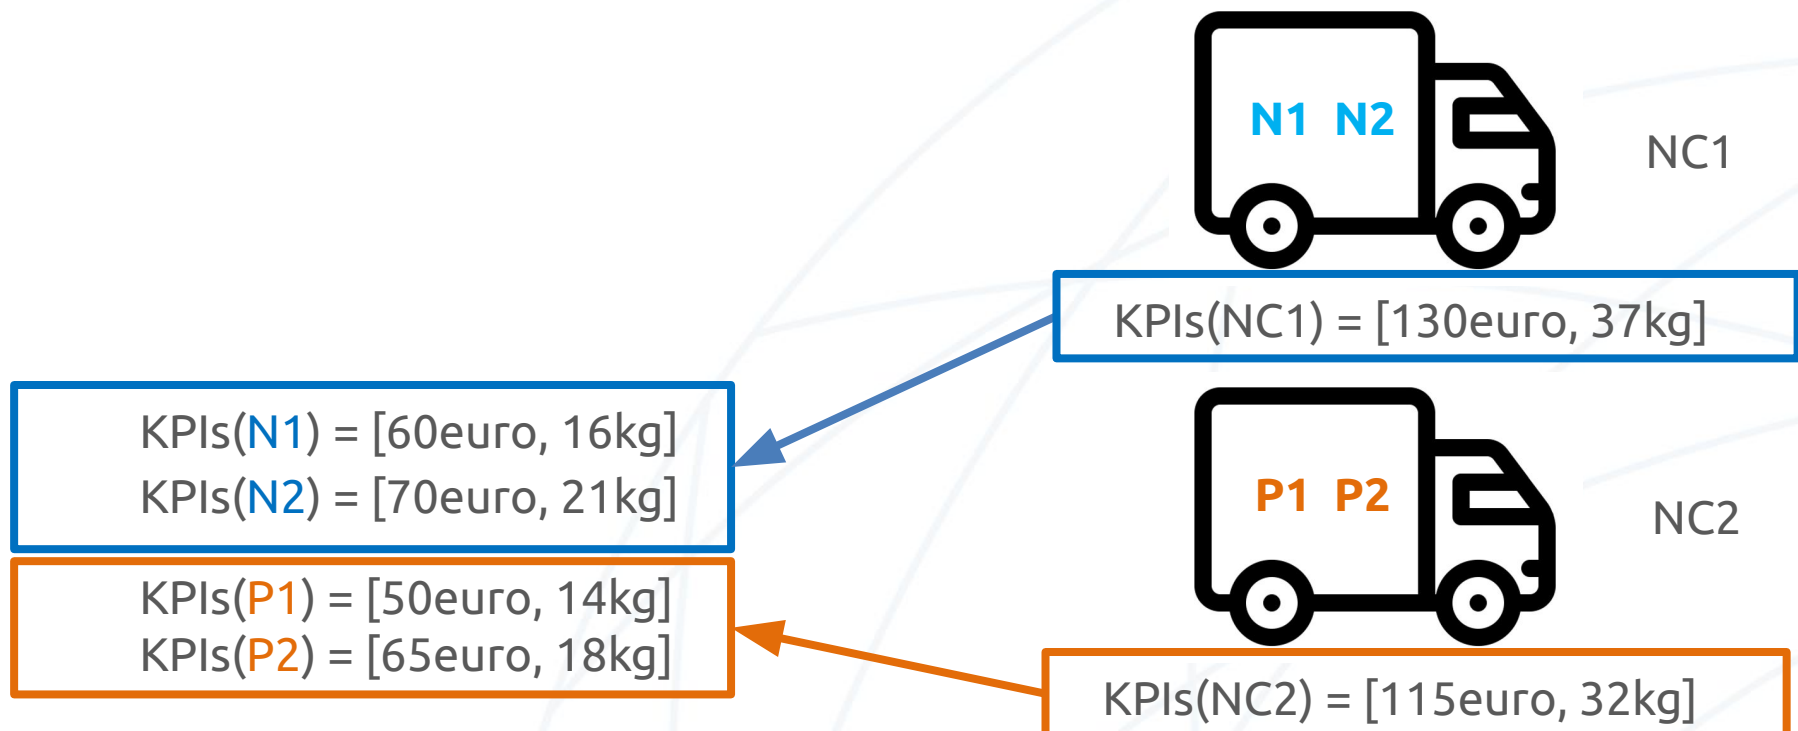 N1 N2
NC1
KPIs(NC1) = [130euro, 37kg]
KPIs(N1) = [60euro, 16kg]
KPIs(N2) = [70euro, 21kg]
P1 P2
NC2
KPIs(P1) = [50euro, 14kg]
KPIs(P2) = [65euro, 18kg]
KPIs(NC2) = [115euro, 32kg]